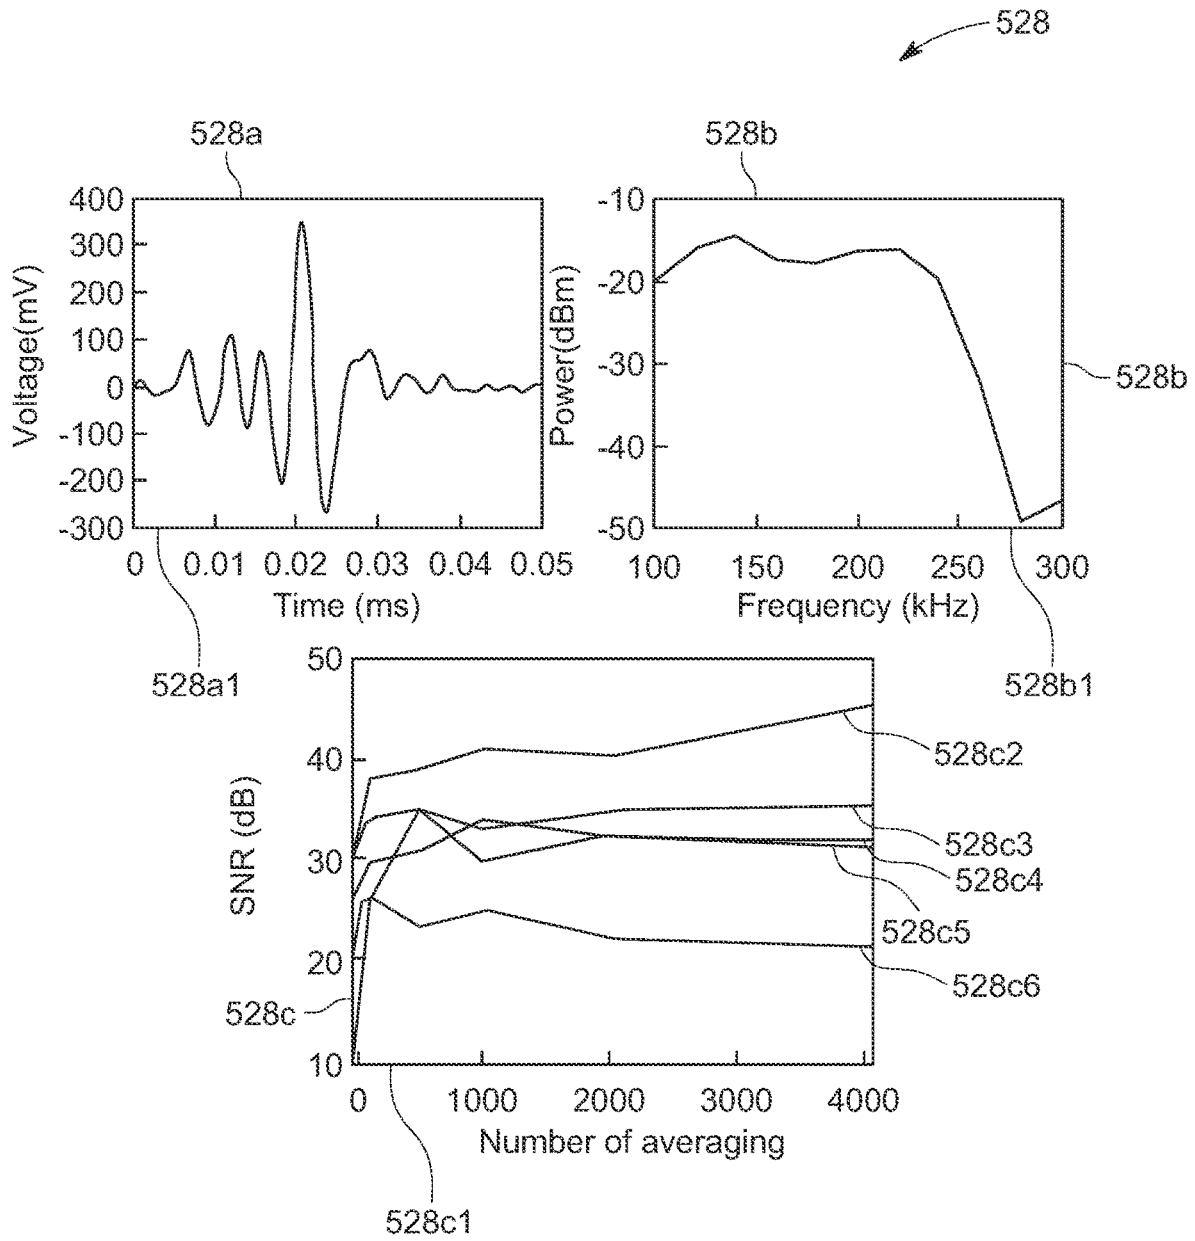 528
528a
528b
400
300
200
100
0
-100
-200
-300
Voltage(mV)
0 0.01 0.02 0.03 0.04 0.05
Time (ms)
528a1
-10
-20
-30
-40
-50
Power(dBm)
528b
100 150 200 250 300
Frequency (kHz)
528b1
50
40
30
20
10
SNR (dB)
528c2
528c3
528c4
528c5
528c6
528c
0 1000 2000 3000 4000
Number of averaging
528c1